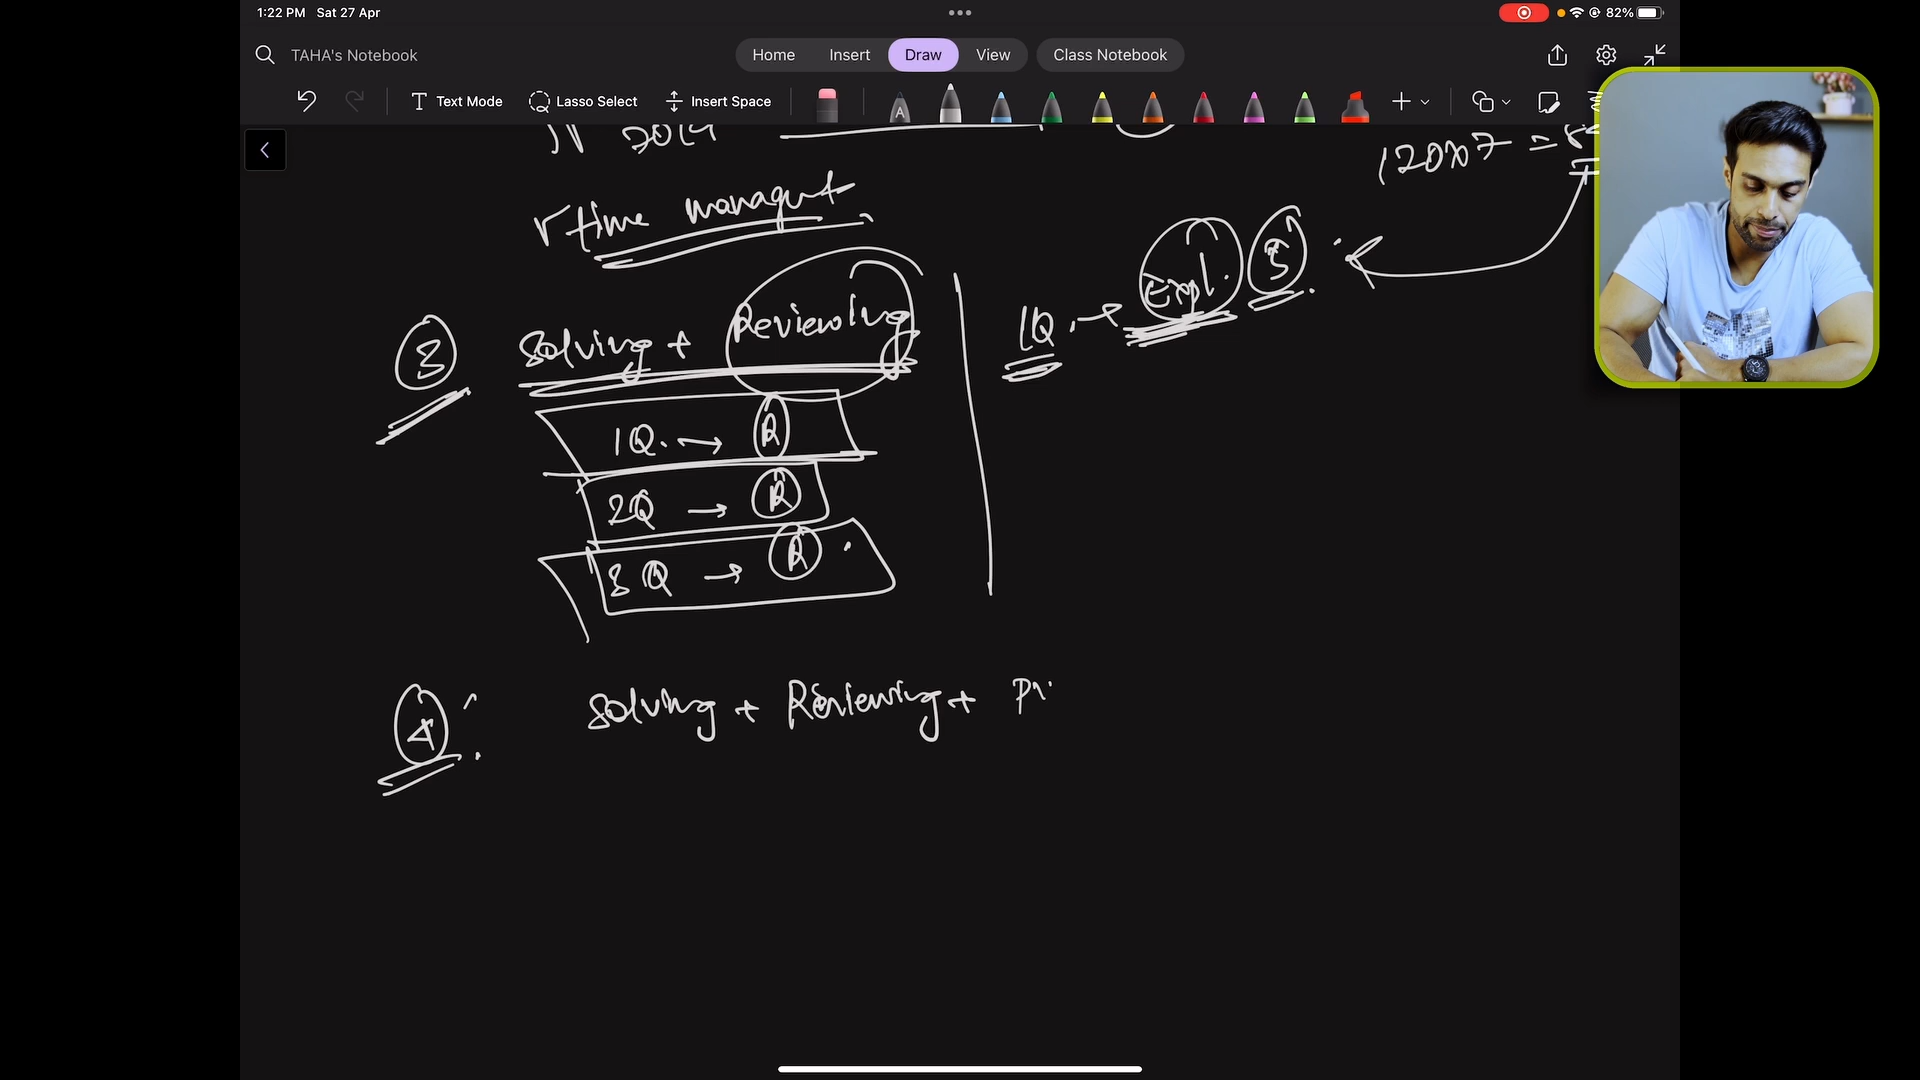 1:22 PM Sat 27 Apr
82%
TAHA's Notebook
Home Insert Draw View Class Notebook
Text Mode Lasso Select Insert Space
A
120x7 =
time
③ Solving + Reviewing
1Q. → Expl. 5
1Q. → R
2Q → R
3Q → R
④ Solving + Reviewing +